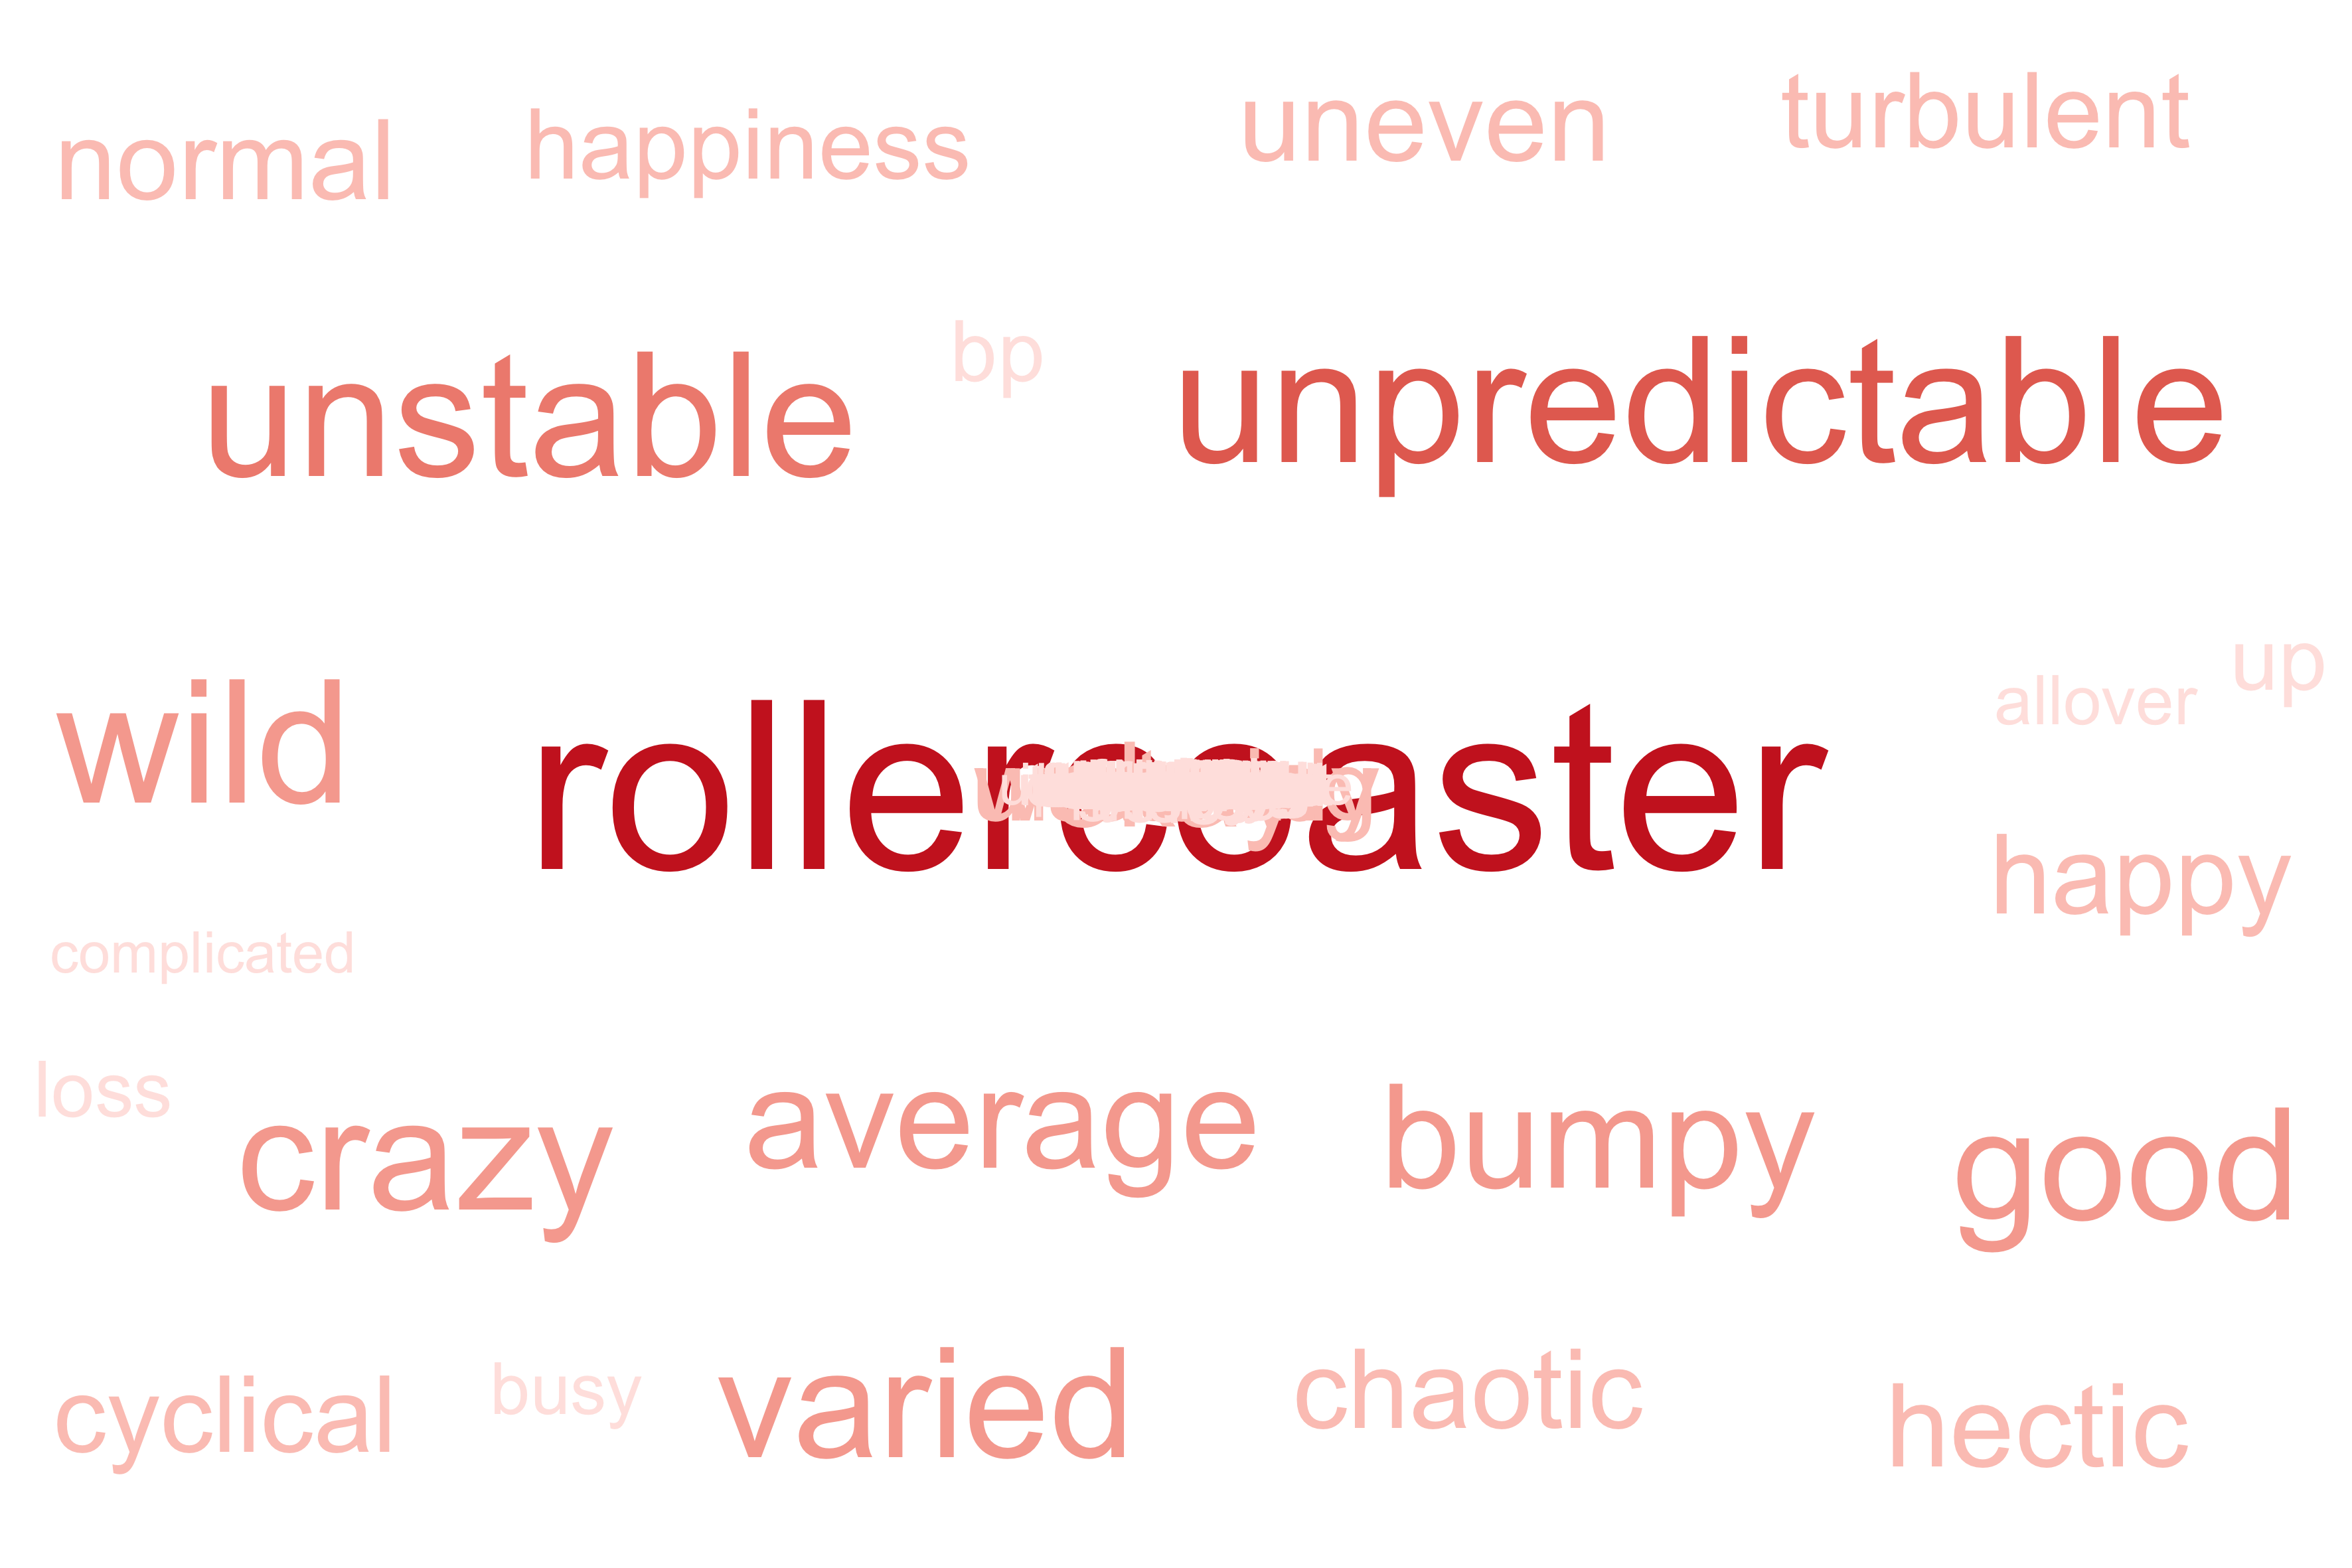 normal happiness uneven turbulent
unstable bp unpredictable
wild rollercoaster allover up
happy
complicated
loss
crazy average bumpy good
cyclical busy varied chaotic hectic